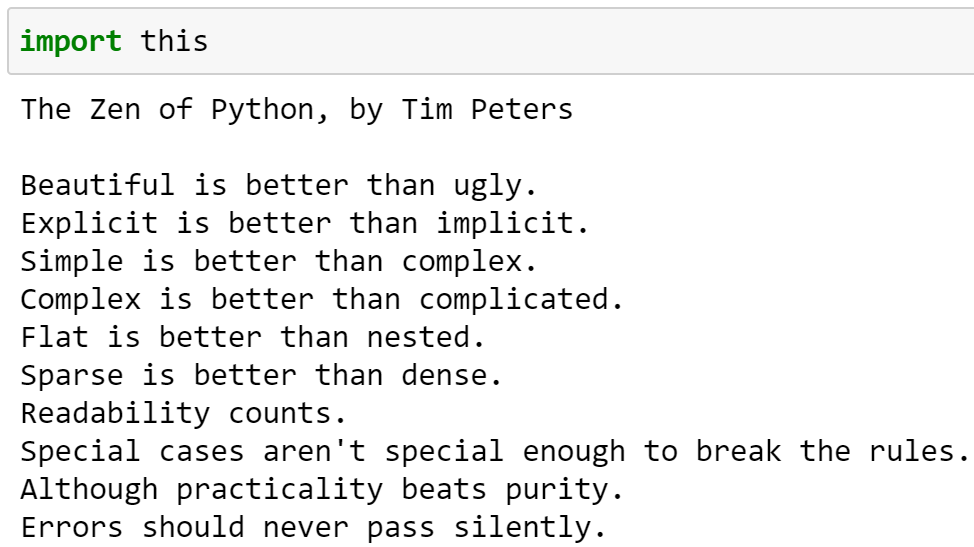 import this
The Zen of Python, by Tim Peters
Beautiful is better than ugly.
Explicit is better than implicit.
Simple is better than complex.
Complex is better than complicated.
Flat is better than nested.
Sparse is better than dense.
Readability counts.
Special cases aren't special enough to break the rules.
Although practicality beats purity.
Errors should never pass silently.